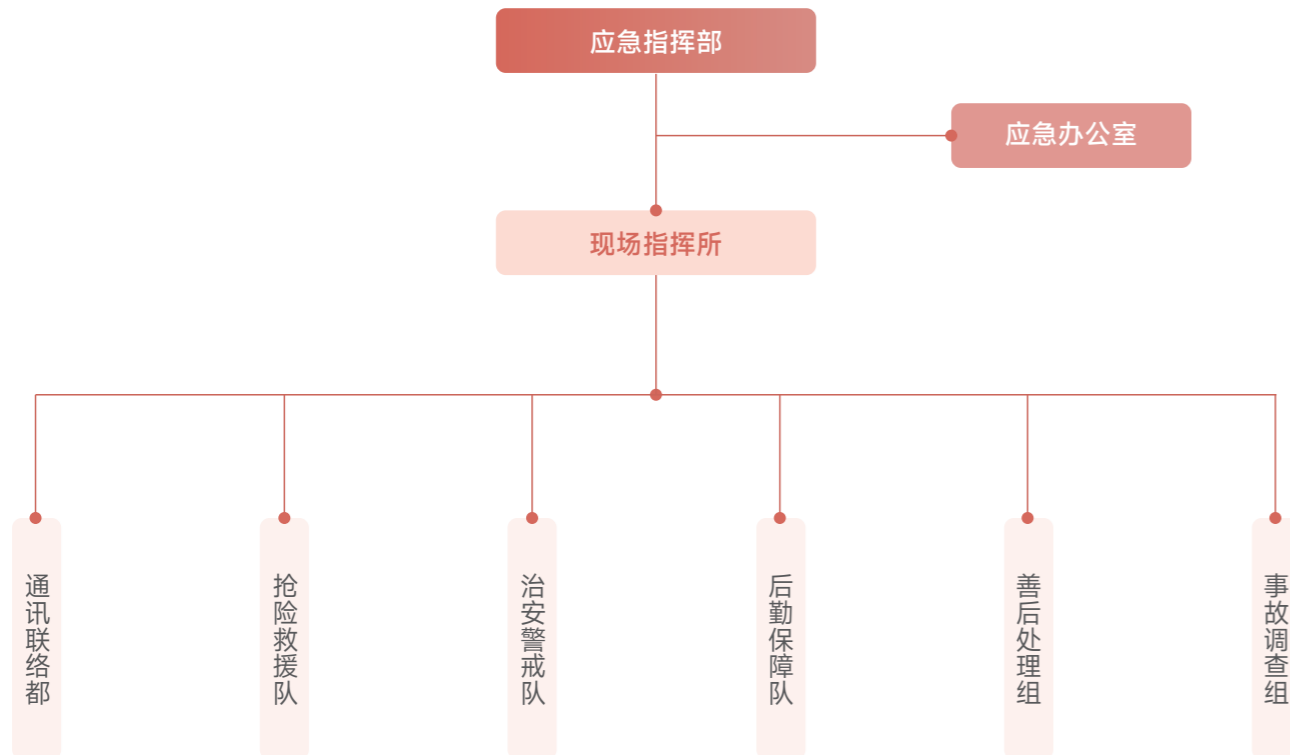 应急指挥部
应急办公室
现场指挥所
通讯联络都
抢险救援队
治安警戒队
后勤保障队
善后处理组
事故调查组